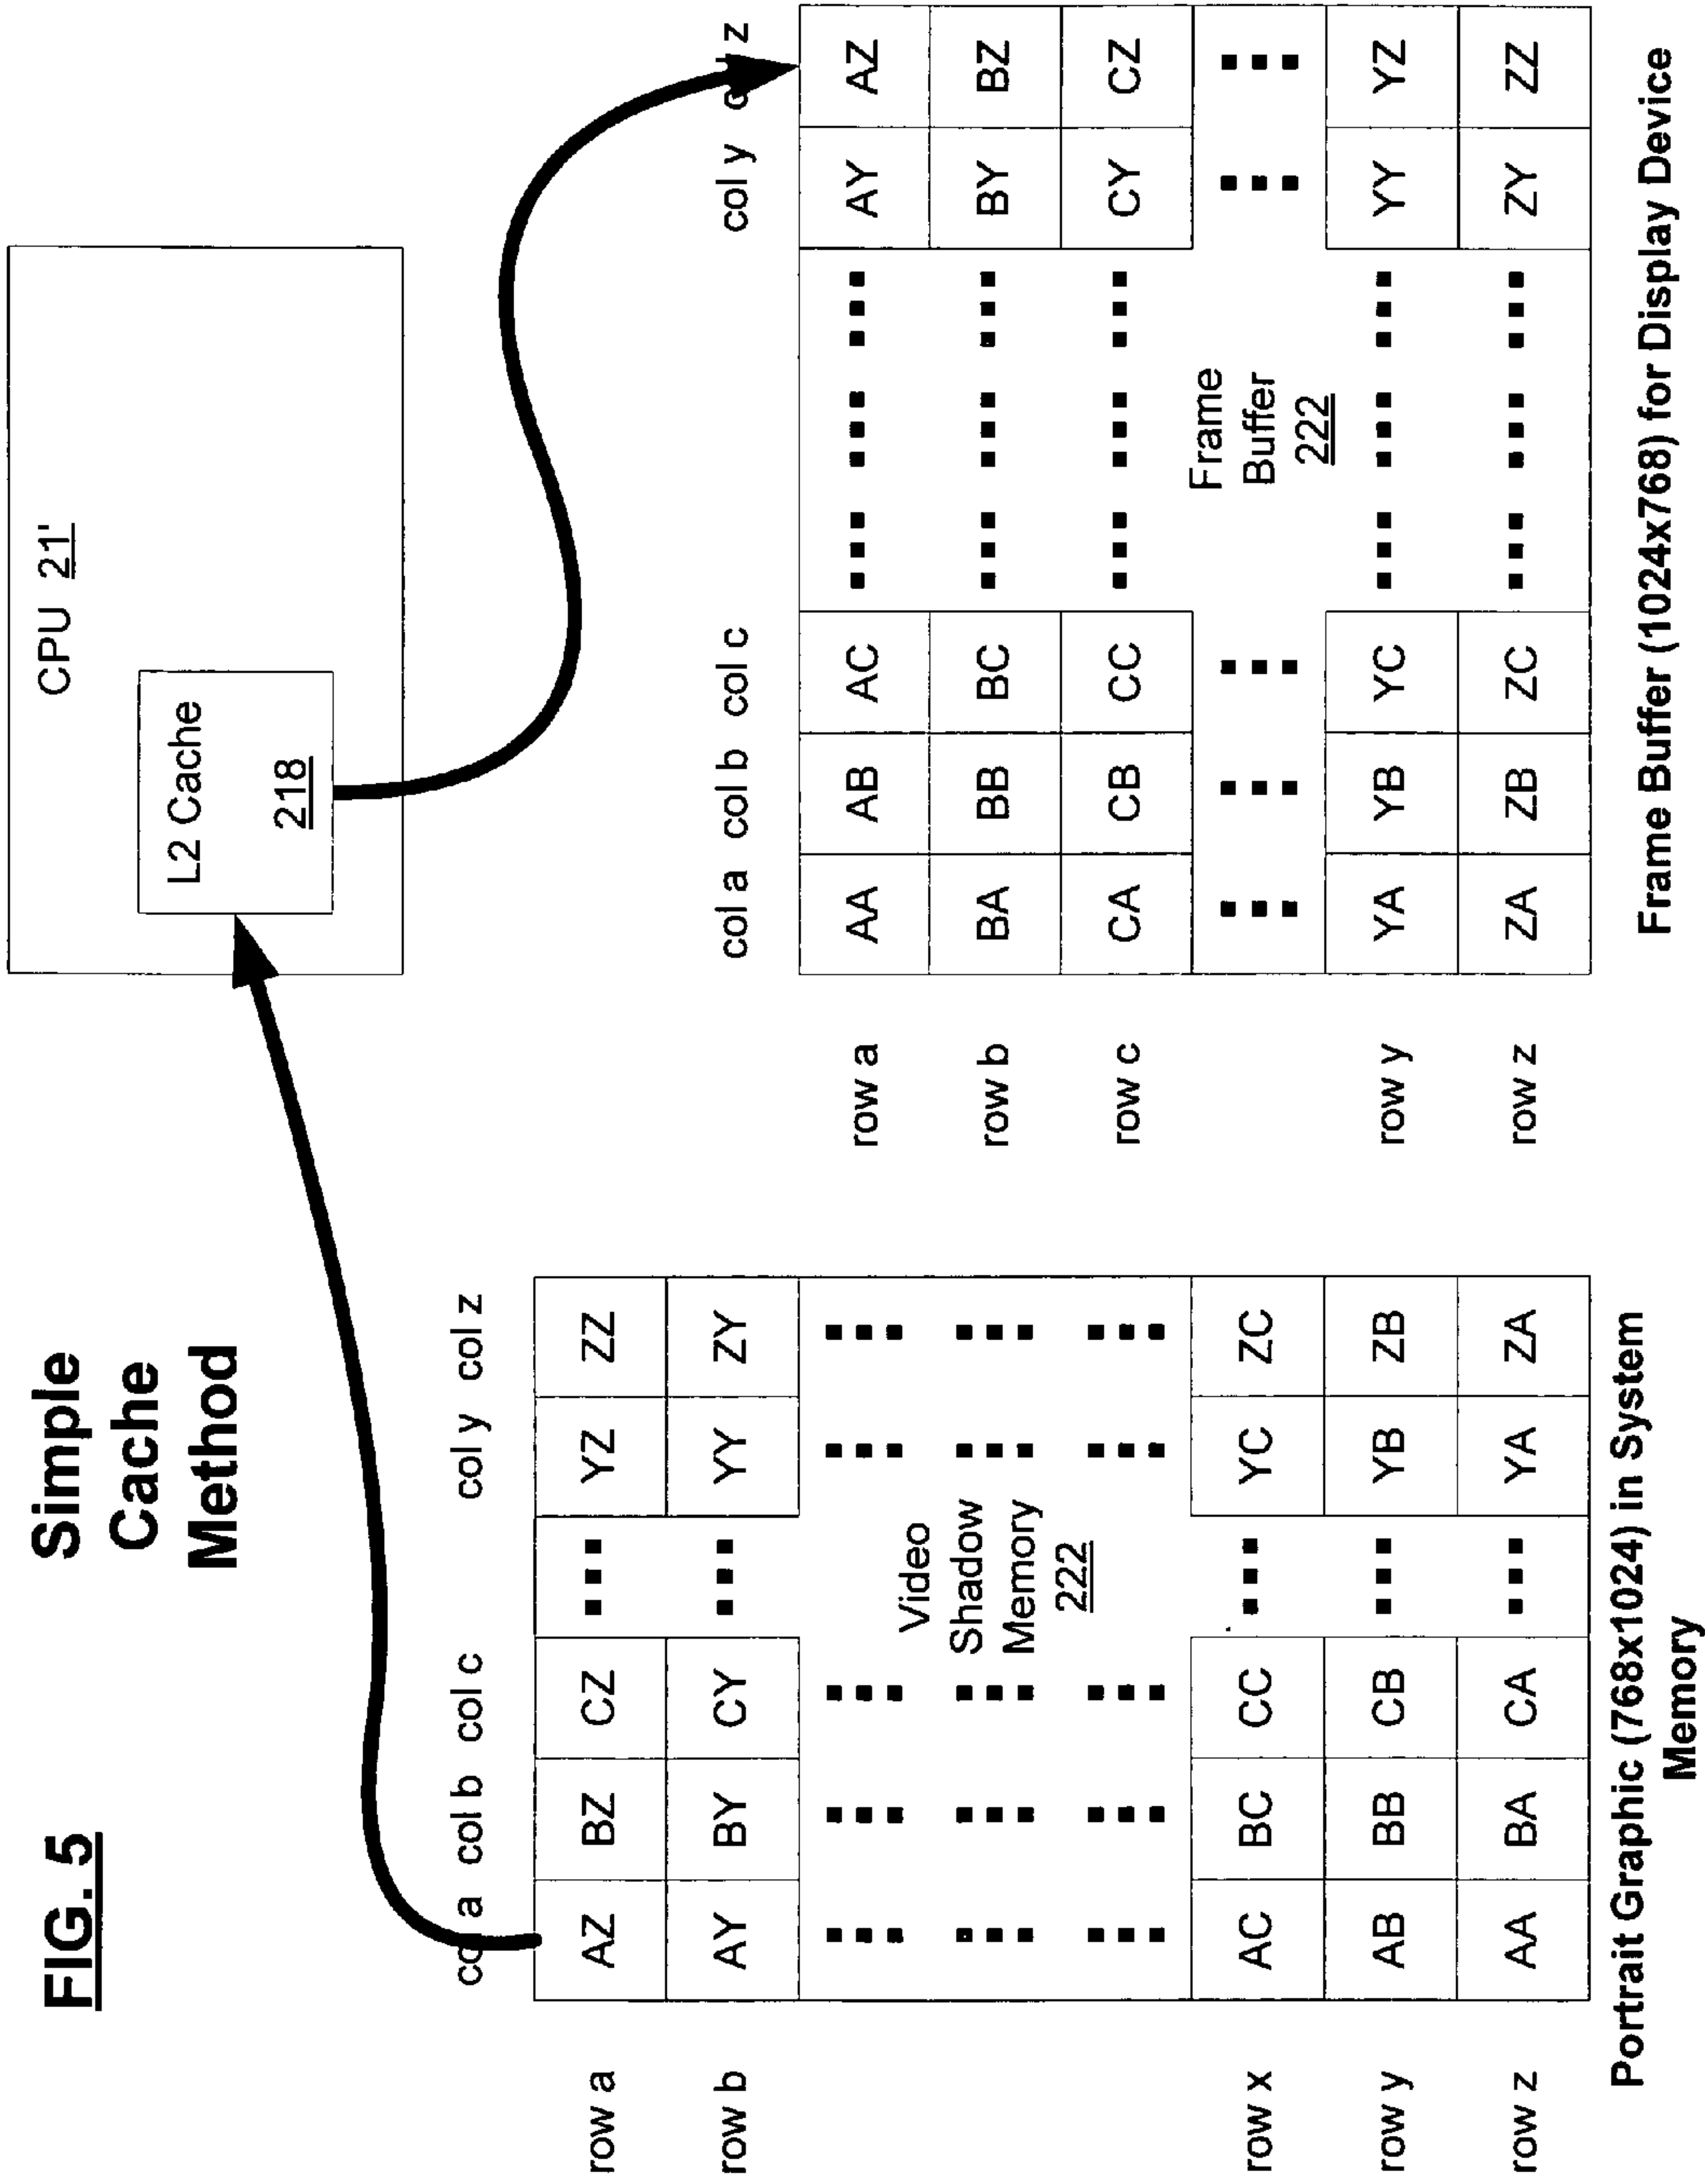 FIG. 5
Simple
Cache
Method
CPU 21'
L2 Cache
218
col a col b col c col y col z
row a AZ BZ CZ ... YZ ZZ
row b AY BY CY ... YY ZY
Video
Shadow
Memory
222
row x AC BC CC ... YC ZC
row y AB BB CB ... YB ZB
row z AA BA CA ... YA ZA
Portrait Graphic (768x1024) in System
Memory
col a col b col c col y col z
row a AA AB AC ... ... ... AY AZ
row b BA BB BC ... ... ... BY BZ
row c CA CB CC ... ... ... CY CZ
Frame
Buffer
222
row y YA YB YC ... ... ... YY YZ
row z ZA ZB ZC ... ... ... ZY ZZ
Frame Buffer (1024x768) for Display Device